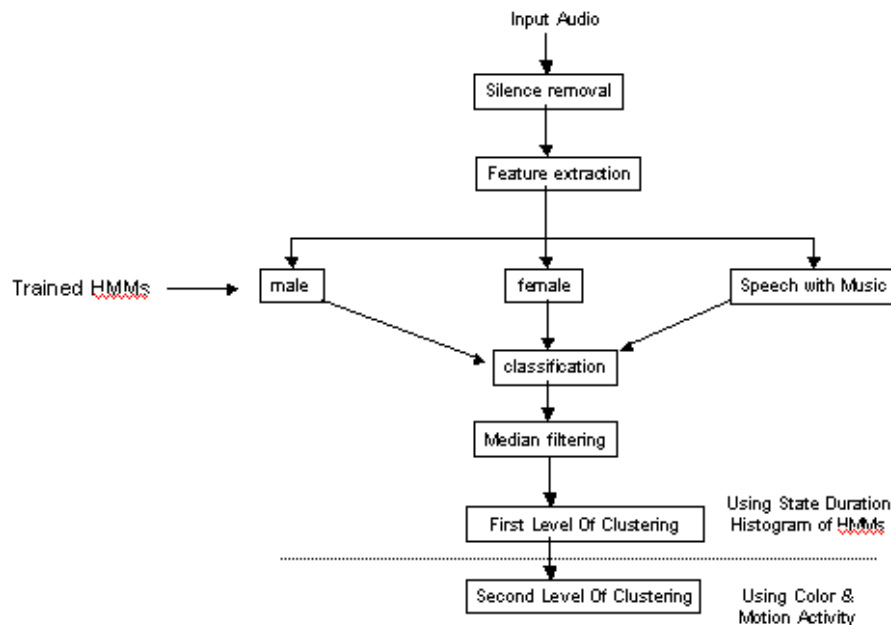 Input Audio
Silence removal
Feature extraction
Trained HMMs
male
female
Speech with Music
classification
Median filtering
First Level Of Clustering
Using State Duration
Histogram of HMMs
Second Level Of Clustering
Using Color &
Motion Activity